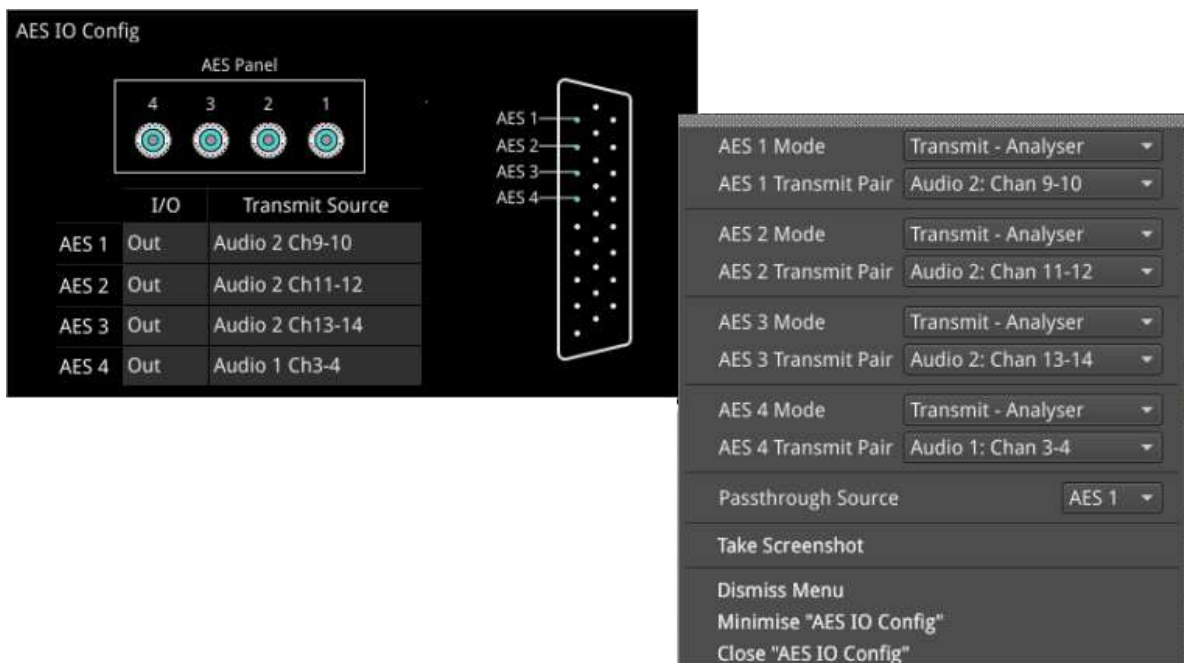 AES IO Config
AES Panel
4 3 2 1
I/O Transmit Source
AES 1 Out Audio 2 Ch9-10
AES 2 Out Audio 2 Ch11-12
AES 3 Out Audio 2 Ch13-14
AES 4 Out Audio 1 Ch3-4
AES 1
AES 2
AES 3
AES 4
AES 1 Mode Transmit - Analyser
AES 1 Transmit Pair Audio 2: Chan 9-10
AES 2 Mode Transmit - Analyser
AES 2 Transmit Pair Audio 2: Chan 11-12
AES 3 Mode Transmit - Analyser
AES 3 Transmit Pair Audio 2: Chan 13-14
AES 4 Mode Transmit - Analyser
AES 4 Transmit Pair Audio 1: Chan 3-4
Passthrough Source AES 1
Take Screenshot
Dismiss Menu
Minimise "AES IO Config"
Close "AES IO Config"